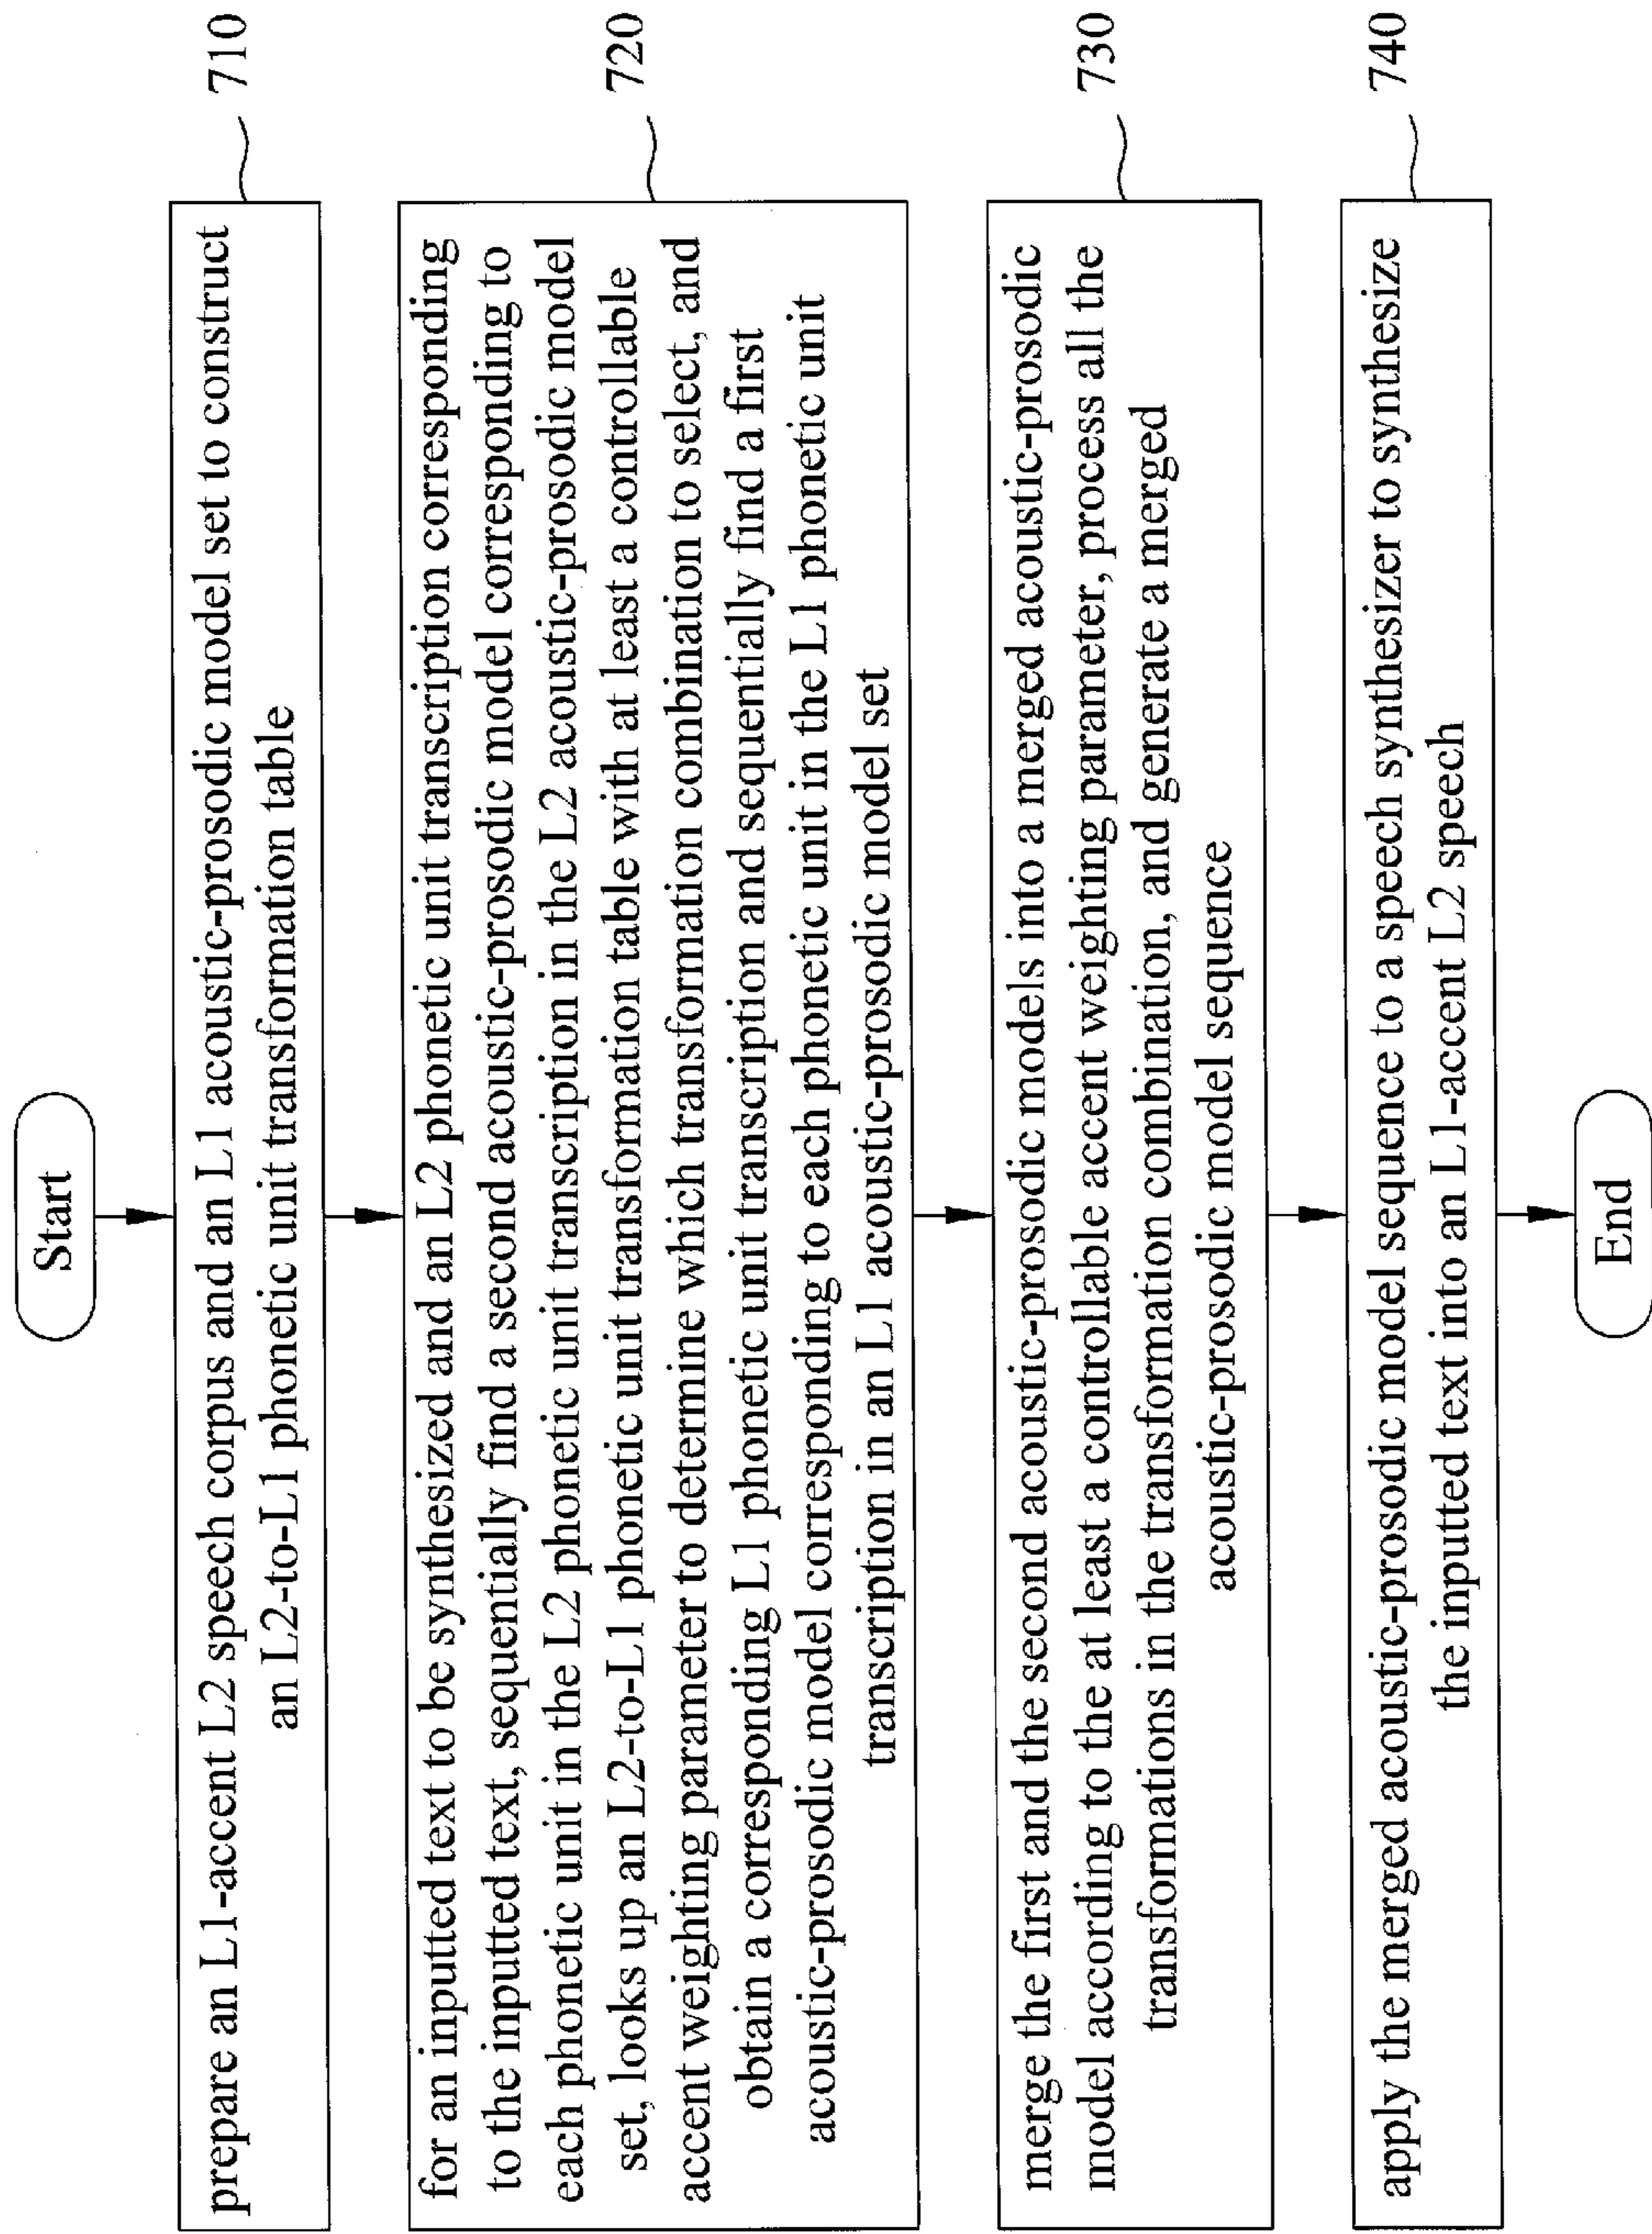 Start
prepare an L1-accent L2 speech corpus and an L1 acoustic-prosodic model set to construct
an L2-to-L1 phonetic unit transformation table
710
for an inputted text to be synthesized and an L2 phonetic unit transcription corresponding
to the inputted text, sequentially find a second acoustic-prosodic model corresponding to
each phonetic unit in the L2 phonetic unit transcription in the L2 acoustic-prosodic model
set, looks up an L2-to-L1 phonetic unit transformation table with at least a controllable
accent weighting parameter to determine which transformation combination to select, and
obtain a corresponding L1 phonetic unit transcription and sequentially find a first
acoustic-prosodic model corresponding to each phonetic unit in the L1 phonetic unit
transcription in an L1 acoustic-prosodic model set
720
merge the first and the second acoustic-prosodic models into a merged acoustic-prosodic
model according to the at least a controllable accent weighting parameter, process all the
transformations in the transformation combination, and generate a merged
acoustic-prosodic model sequence
730
apply the merged acoustic-prosodic model sequence to a speech synthesizer to synthesize
the inputted text into an L1-accent L2 speech
740
End